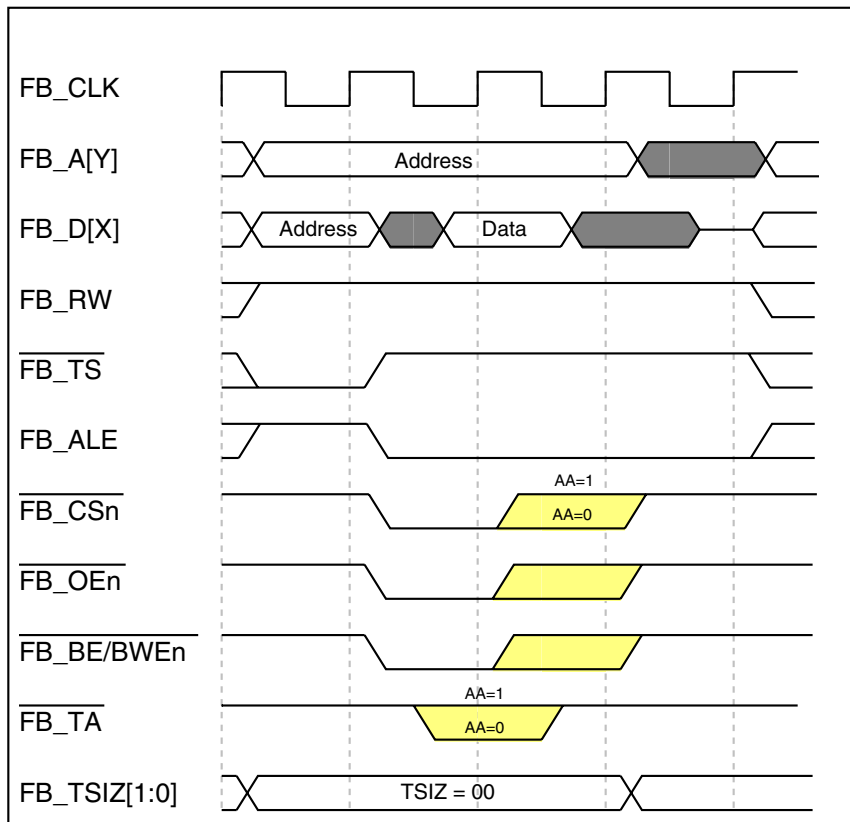 FB_CLK
FB_A[Y]
Address
FB_D[X]
Address
Data
FB_RW
FB_TS
FB_ALE
AA=1
FB_CSn
AA=0
FB_OEn
FB_BE/BWEn
AA=1
FB_TA
AA=0
FB_TSIZ[1:0]
TSIZ = 00